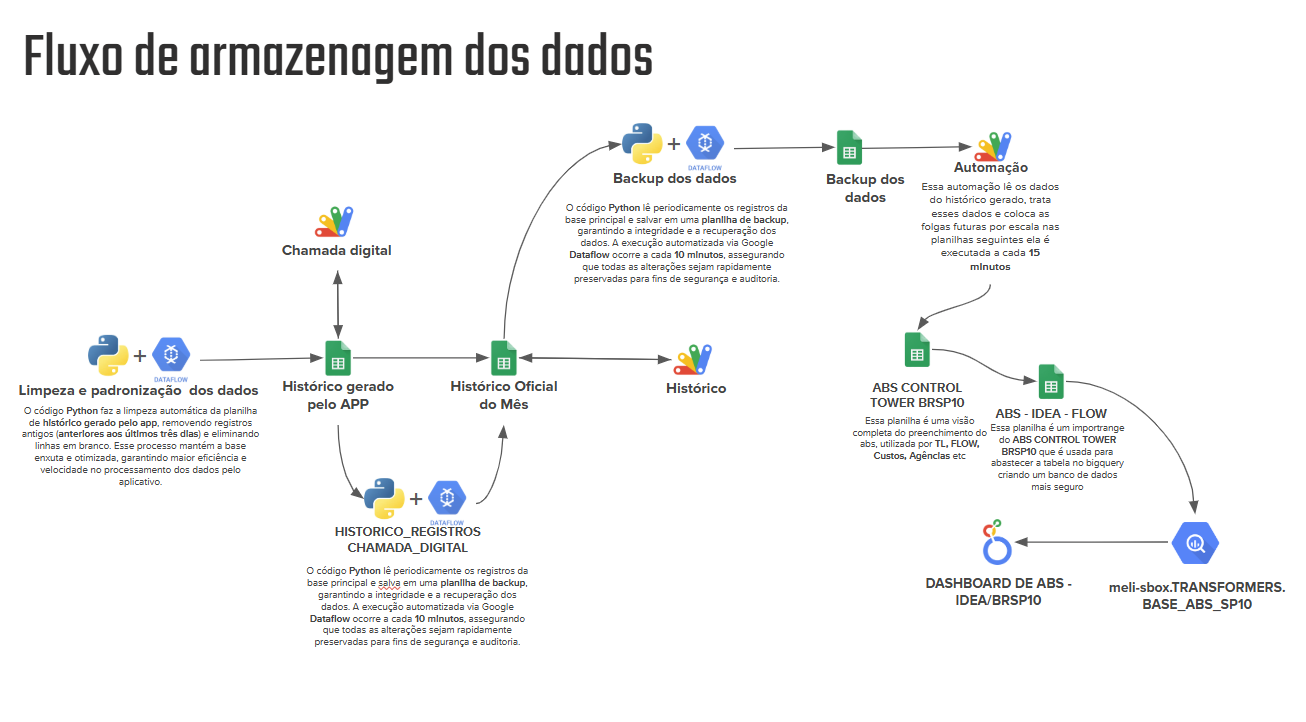 Fluxo de armazenagem dos dados
DATAFLOW
Backup dos dados
O código Python lê periodicamente os registros da
base principal e salvar em uma planilha de backup,
garantindo a integridade e a recuperação dos
dados. A execução automatizada via Google
Dataflow ocorre a cada 10 minutos, assegurando
que todas as alterações sejam rapidamente
preservadas para fins de segurança e auditoria.
Backup dos
dados
Automação
Essa automação lê os dados
do histórico gerado, trata
esses dados e coloca as
folgas futuras por escala nas
planilhas seguintes ela é
executada a cada 15
minutos
Chamada digital
+
DATAFLOW
Limpeza e padronização dos dados
O código Python faz a limpeza automática da planilha
de histórico gerado pelo app, removendo registros
antigos (anteriores aos últimos três dias) e eliminando
linhas em branco. Esse processo mantém a base
enxuta e otimizada, garantindo maior eficiência e
velocidade no processamento dos dados pelo
aplicativo.
Histórico gerado
pelo APP
Histórico Oficial
do Mês
Histórico
+
DATAFLOW
HISTORICO_REGISTROS
CHAMADA_DIGITAL
O código Python lê periodicamente os registros da
base principal e salva em uma planilha de backup,
garantindo a integridade e a recuperação dos
dados. A execução automatizada via Google
Dataflow ocorre a cada 10 minutos, assegurando
que todas as alterações sejam rapidamente
preservadas para fins de segurança e auditoria.
ABS CONTROL
TOWER BRSP10
Essa planilha é uma visão
completa do preenchimento do
abs, utilizada por TL, FLOW,
Custos, Agências etc
ABS - IDEA - FLOW
Essa planilha é um importrange
do ABS CONTROL TOWER
BRSP10 que é usada para
abastecer a tabela no bigquery
criando um banco de dados
mais seguro
DASHBOARD DE ABS -
IDEA/BRSP10
meli-sbox.TRANSFORMERS.
BASE_ABS_SP10